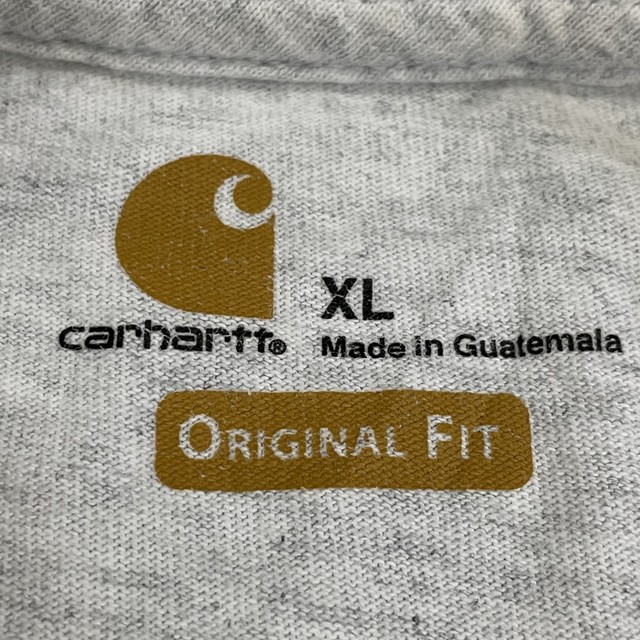 XL
carhartt®
Made in Guatemala
ORIGINAL FIT